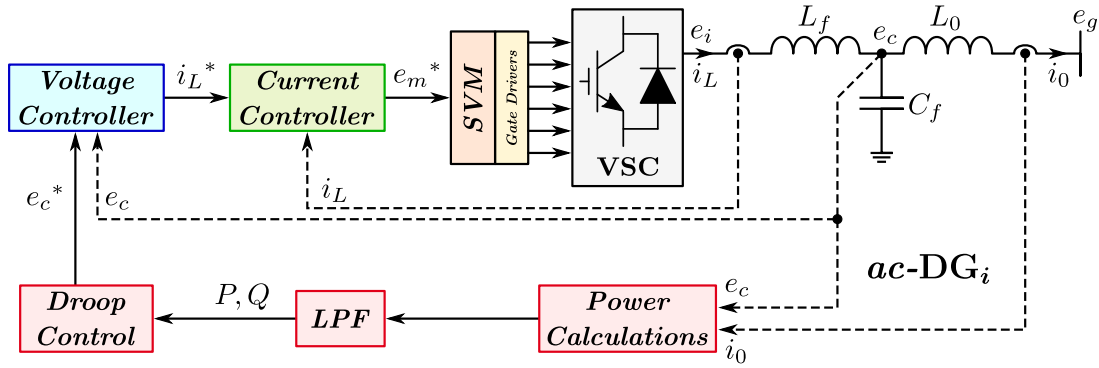 Voltage
Controller
i_L*
Current
Controller
e_m*
SVM
Gate Drivers
VSC
e_i
i_L
L_f
e_c
L_0
i_0
e_g
C_f
e_c*
e_c
i_L
ac-DG_i
Droop
Control
P, Q
LPF
Power
Calculations
e_c
i_0